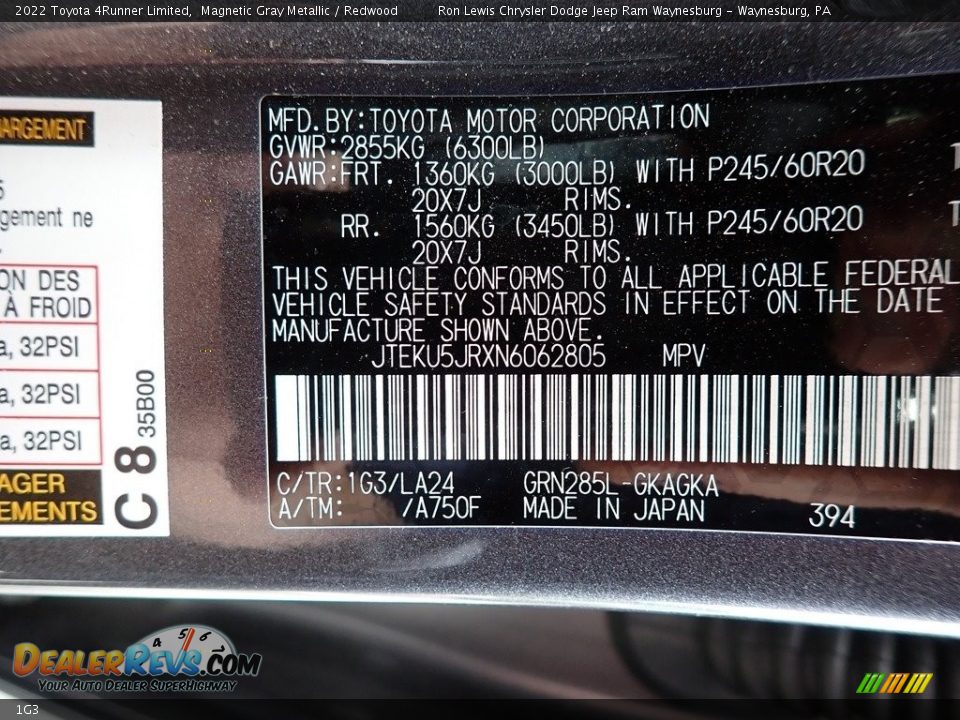 2022 Toyota 4Runner Limited, Magnetic Gray Metallic / Redwood Ron Lewis Chrysler Dodge Jeep Ram Waynesburg - Waynesburg, PA
gement ne
ON DES
À FROID
a, 32PSI
a, 32PSI
a, 32PSI
AGER
EMENTS
C 8 35B00
MFD.BY:TOYOTA MOTOR CORPORATION
GVWR:2855KG (6300LB)
GAWR:FRT. 1360KG (3000LB) WITH P245/60R20
20X7J RIMS.
RR. 1560KG (3450LB) WITH P245/60R20
20X7J RIMS.
THIS VEHICLE CONFORMS TO ALL APPLICABLE FEDERAL
VEHICLE SAFETY STANDARDS IN EFFECT ON THE DATE
MANUFACTURE SHOWN ABOVE.
JTEKU5JRXN6062805 MPV
C/TR:1G3/LA24 GRN285L-GKAGKA
A/TM: /A750F MADE IN JAPAN 394
4 5 6
DEALERREVS.COM
YOUR AUTO DEALER SUPERHIGHWAY
1G3